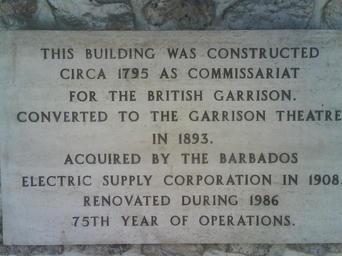 THIS BUILDING WAS CONSTRUCTED
CIRCA 1795 AS COMMISSARIAT
FOR THE BRITISH GARRISON.
CONVERTED TO THE GARRISON THEATRE
IN 1893.
ACQUIRED BY THE BARBADOS
ELECTRIC SUPPLY CORPORATION IN 1908.
RENOVATED DURING 1986
75TH YEAR OF OPERATIONS.